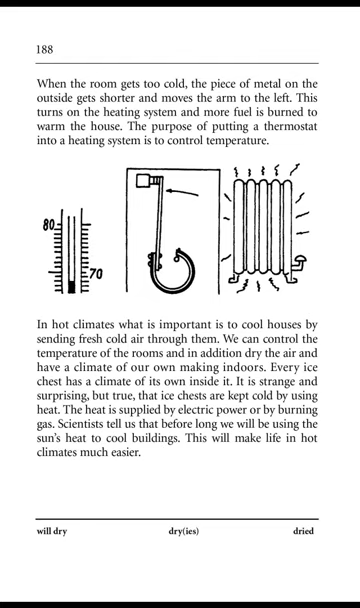 188
When the room gets too cold, the piece of metal on the
outside gets shorter and moves the arm to the left. This
turns on the heating system and more fuel is burned to
warm the house. The purpose of putting a thermostat
into a heating system is to control temperature.
80
70
In hot climates what is important is to cool houses by
sending fresh cold air through them. We can control the
temperature of the rooms and in addition dry the air and
have a climate of our own making indoors. Every ice
chest has a climate of its own inside it. It is strange and
surprising, but true, that ice chests are kept cold by using
heat. The heat is supplied by electric power or by burning
gas. Scientists tell us that before long we will be using the
sun's heat to cool buildings. This will make life in hot
climates much easier.
will dry dry(ies) dried